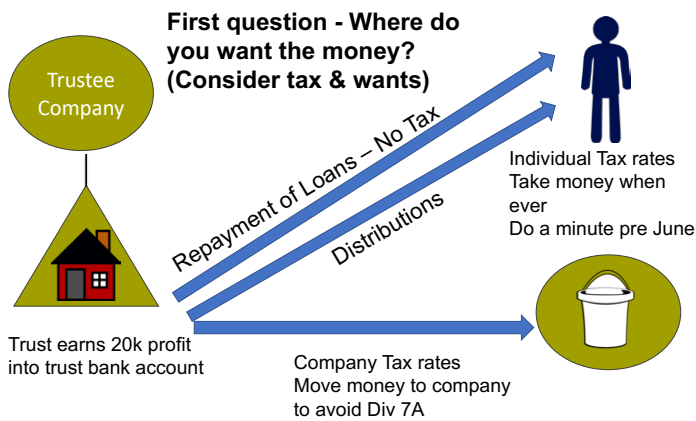 First question - Where do
you want the money?
(Consider tax & wants)
Trustee
Company
Repayment of Loans – No Tax
Distributions
Individual Tax rates
Take money when
ever
Do a minute pre June
Trust earns 20k profit
into trust bank account
Company Tax rates
Move money to company
to avoid Div 7A